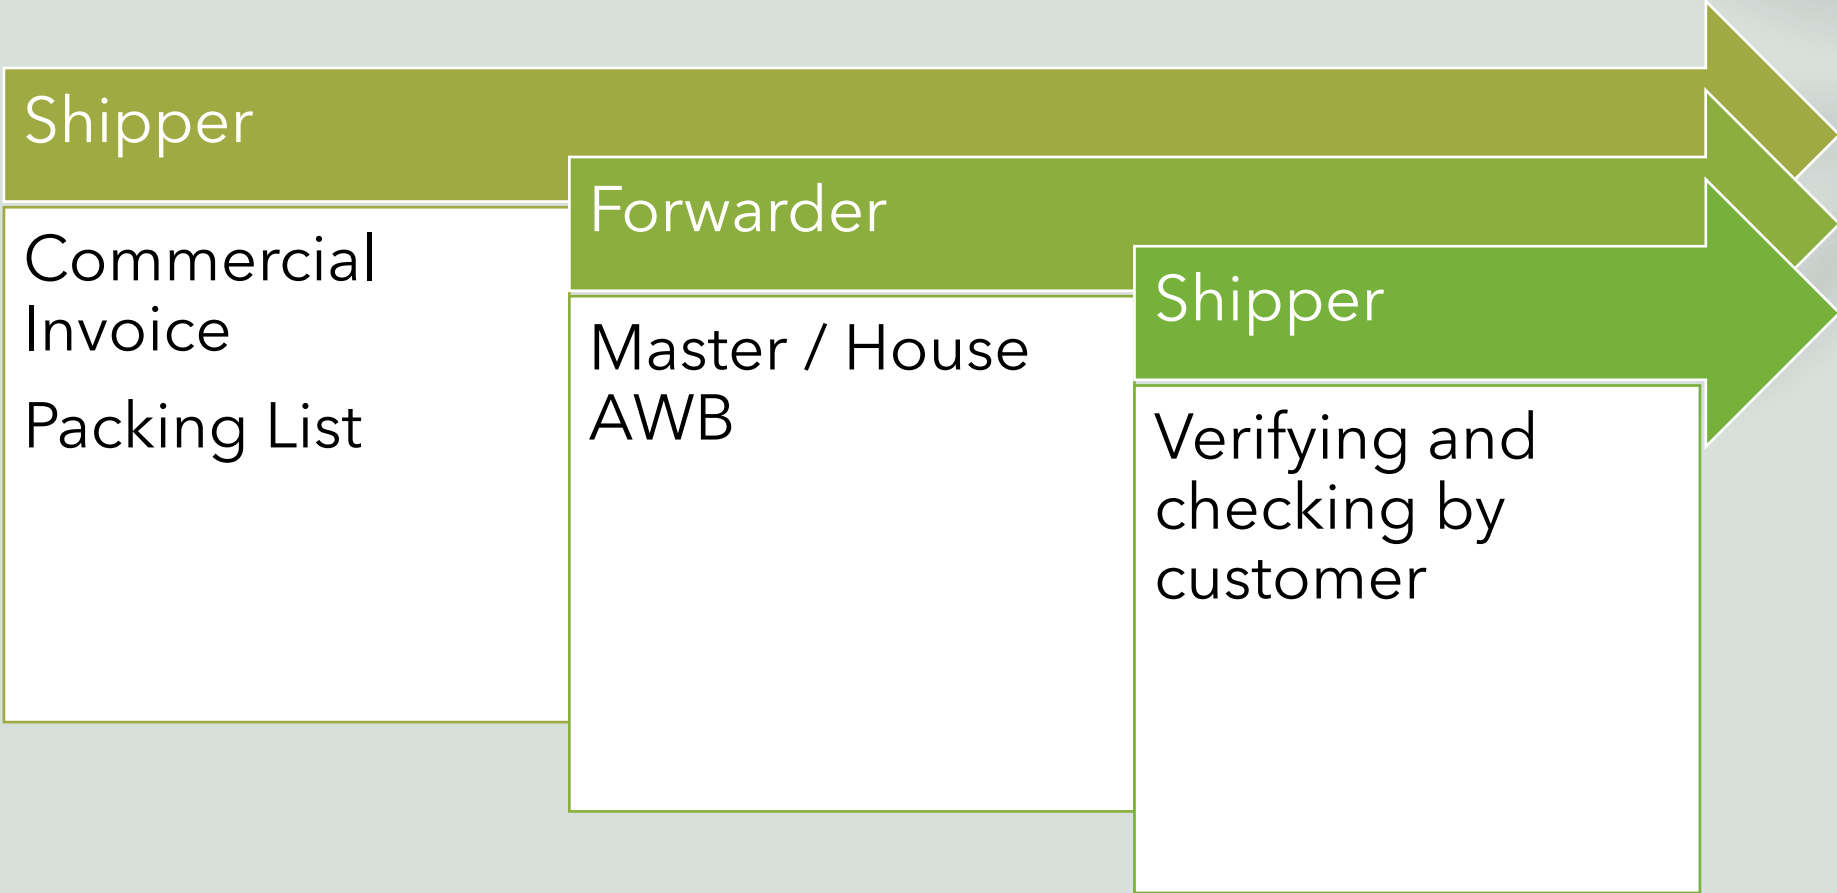 Shipper
Commercial
Invoice
Packing List
Forwarder
Master / House
AWB
Shipper
Verifying and
checking by
customer